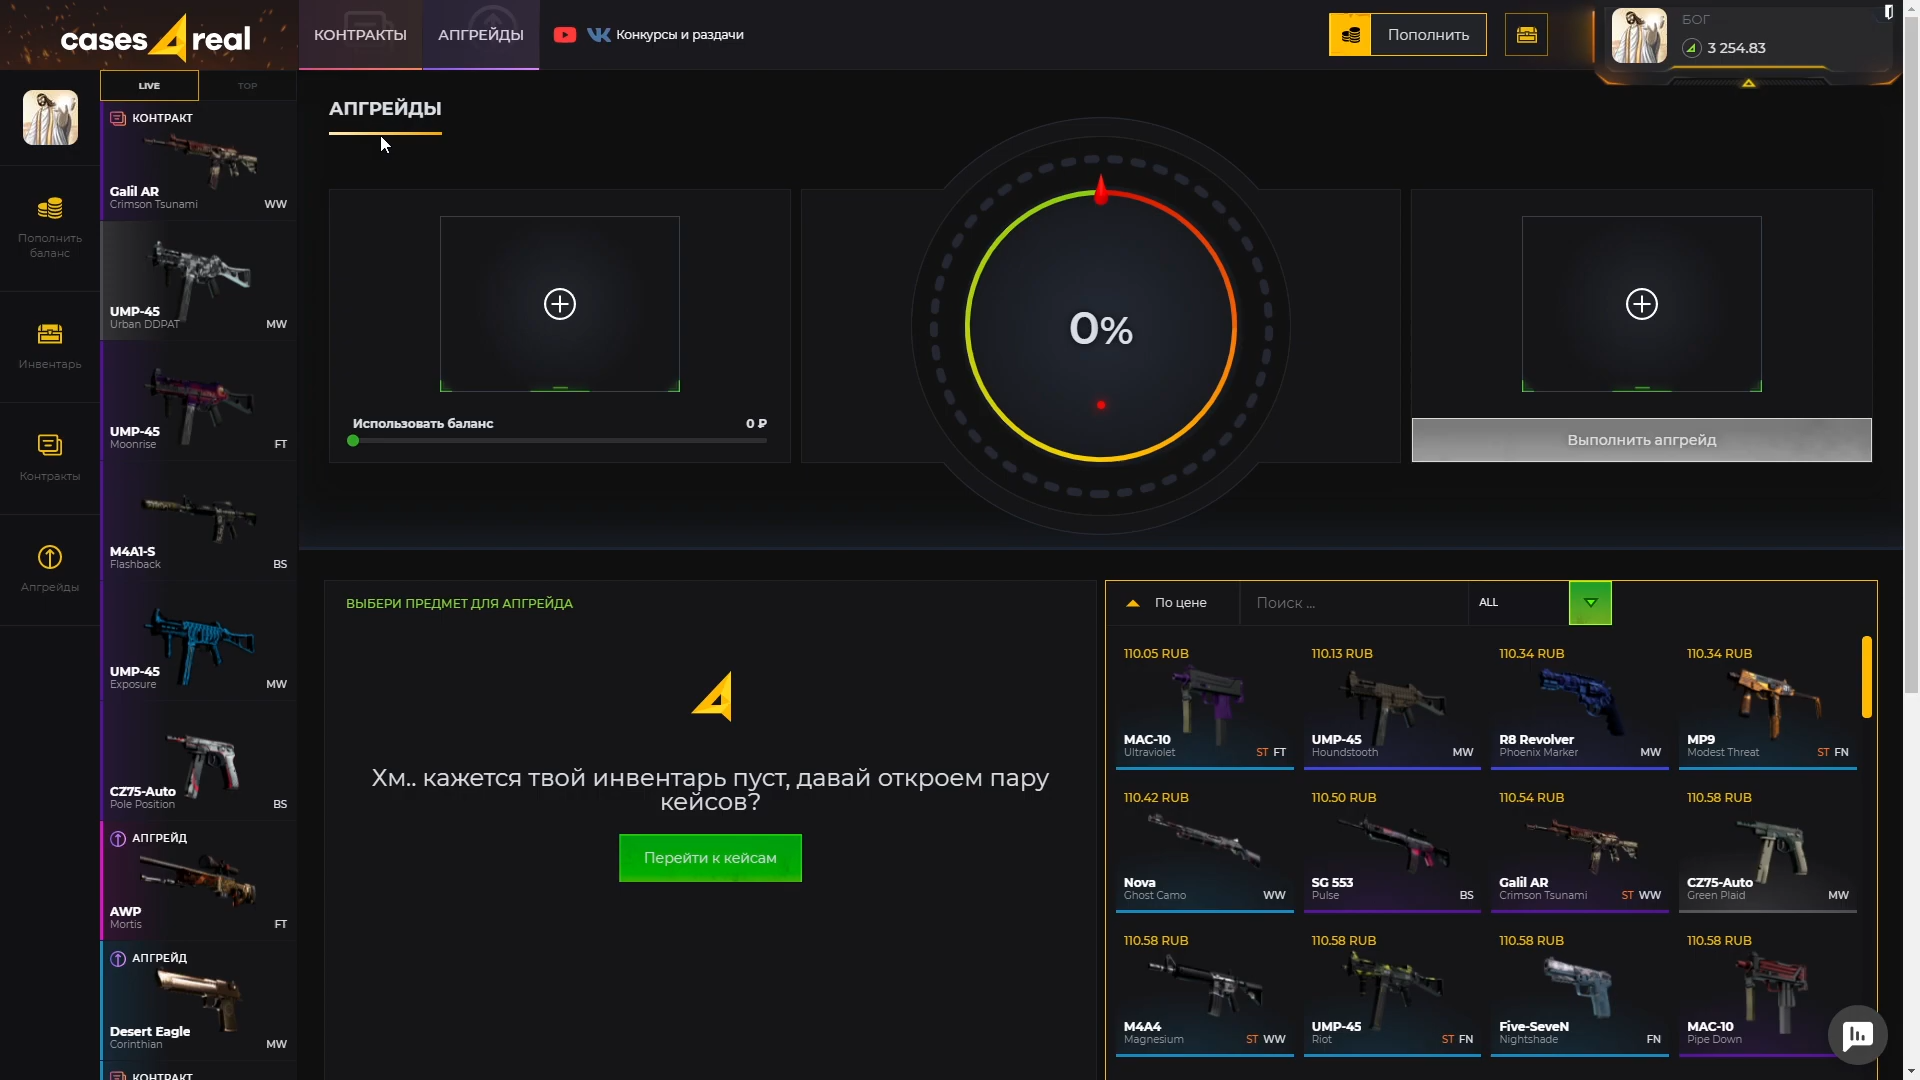 cases4real
КОНТРАКТЫ
АПГРЕЙДЫ
Конкурсы и раздачи
Пополнить
БОГ
3 254.83
Пополнить
баланс
Инвентарь
Контракты
Апгрейды
LIVE
TOP
КОНТРАКТ
Galil AR
Crimson Tsunami
WW
UMP-45
Urban DDPAT
MW
UMP-45
Moonrise
FT
M4A1-S
Flashback
BS
UMP-45
Exposure
MW
CZ75-Auto
Pole Position
BS
АПГРЕЙД
AWP
Mortis
FT
АПГРЕЙД
Desert Eagle
Corinthian
MW
КОНТРАКТ
АПГРЕЙДЫ
Использовать баланс
0 ₽
0%
Выполнить апгрейд
ВЫБЕРИ ПРЕДМЕТ ДЛЯ АПГРЕЙДА
Хм.. кажется твой инвентарь пуст, давай откроем пару
кейсов?
Перейти к кейсам
По цене
Поиск ...
ALL
110.05 RUB
MAC-10
Ultraviolet
ST FT
110.13 RUB
UMP-45
Houndstooth
MW
110.34 RUB
R8 Revolver
Phoenix Marker
MW
110.34 RUB
MP9
Modest Threat
ST FN
110.42 RUB
Nova
Ghost Camo
WW
110.50 RUB
SG 553
Pulse
BS
110.54 RUB
Galil AR
Crimson Tsunami
ST WW
110.58 RUB
CZ75-Auto
Green Plaid
MW
110.58 RUB
M4A4
Magnesium
ST WW
110.58 RUB
UMP-45
Riot
ST FN
110.58 RUB
Five-SeveN
Nightshade
FN
110.58 RUB
MAC-10
Pipe Down